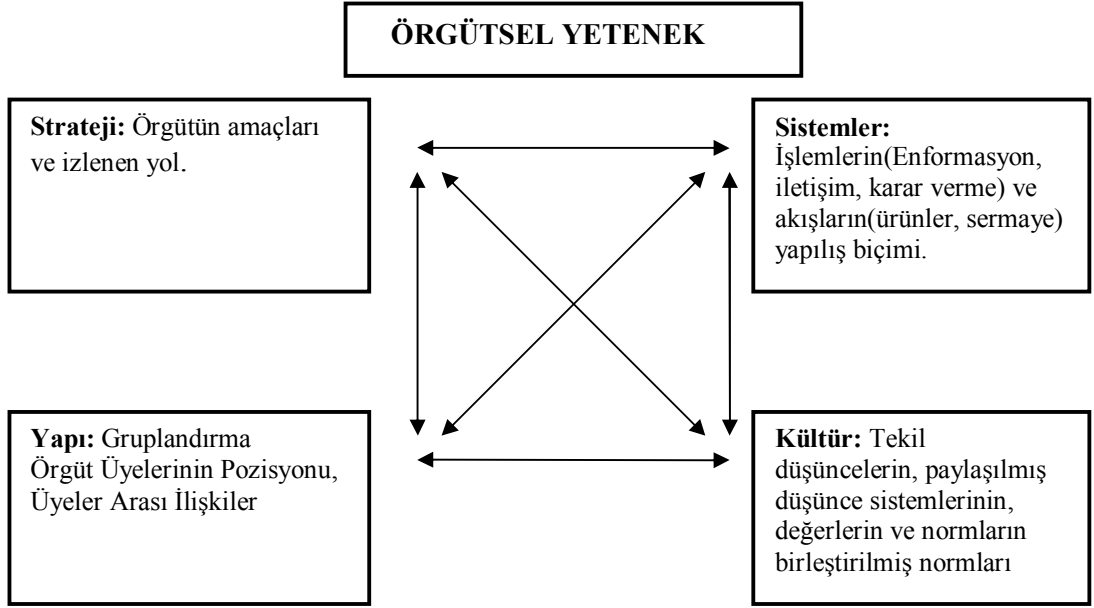 ÖRGÜTSEL YETENEK
Strateji: Örgütün amaçları
ve izlenen yol.
Sistemler:
İşlemlerin(Enformasyon,
iletişim, karar verme) ve
akışların(ürünler, sermaye)
yapılış biçimi.
Yapı: Gruplandırma
Örgüt Üyelerinin Pozisyonu,
Üyeler Arası İlişkiler
Kültür: Tekil
düşüncelerin, paylaşılmış
düşünce sistemlerinin,
değerlerin ve normların
birleştirilmiş normları